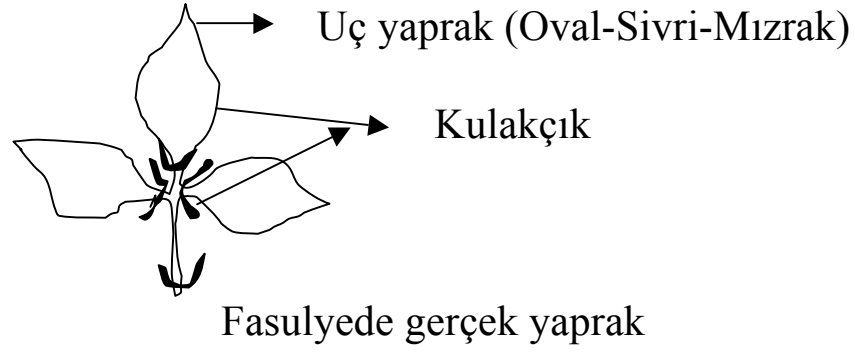 Uç yaprak (Oval-Sivri-Mızrak)
Kulakçık
Fasulyede gerçek yaprak